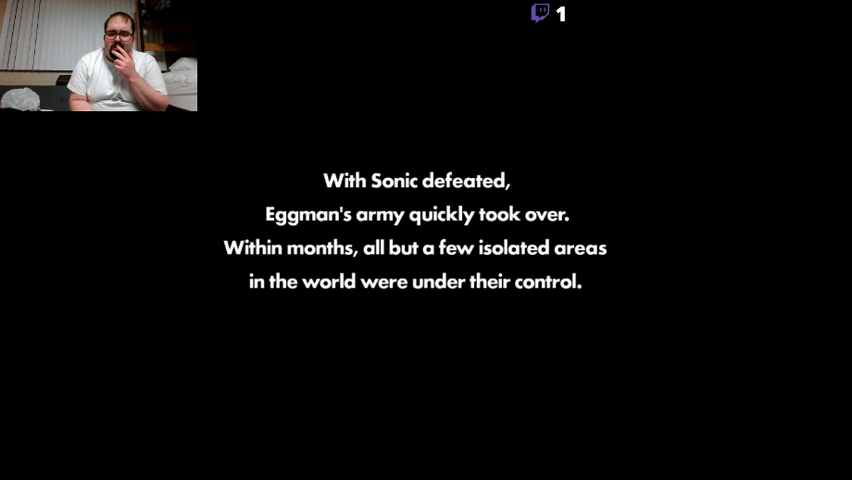 1
With Sonic defeated,
Eggman's army quickly took over.
Within months, all but a few isolated areas
in the world were under their control.